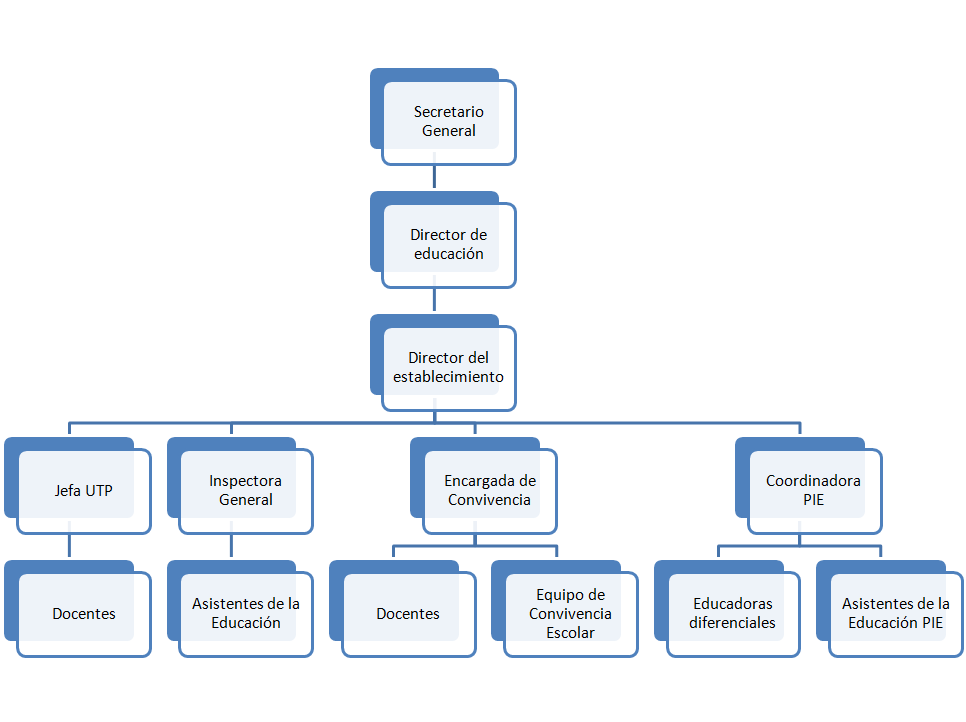 Secretario
General
Director de
educación
Director del
establecimiento
Jefa UTP
Inspectora
General
Encargada de
Convivencia
Coordinadora
PIE
Docentes
Asistentes de la
Educación
Docentes
Equipo de
Convivencia
Escolar
Educadoras
diferenciales
Asistentes de la
Educación PIE